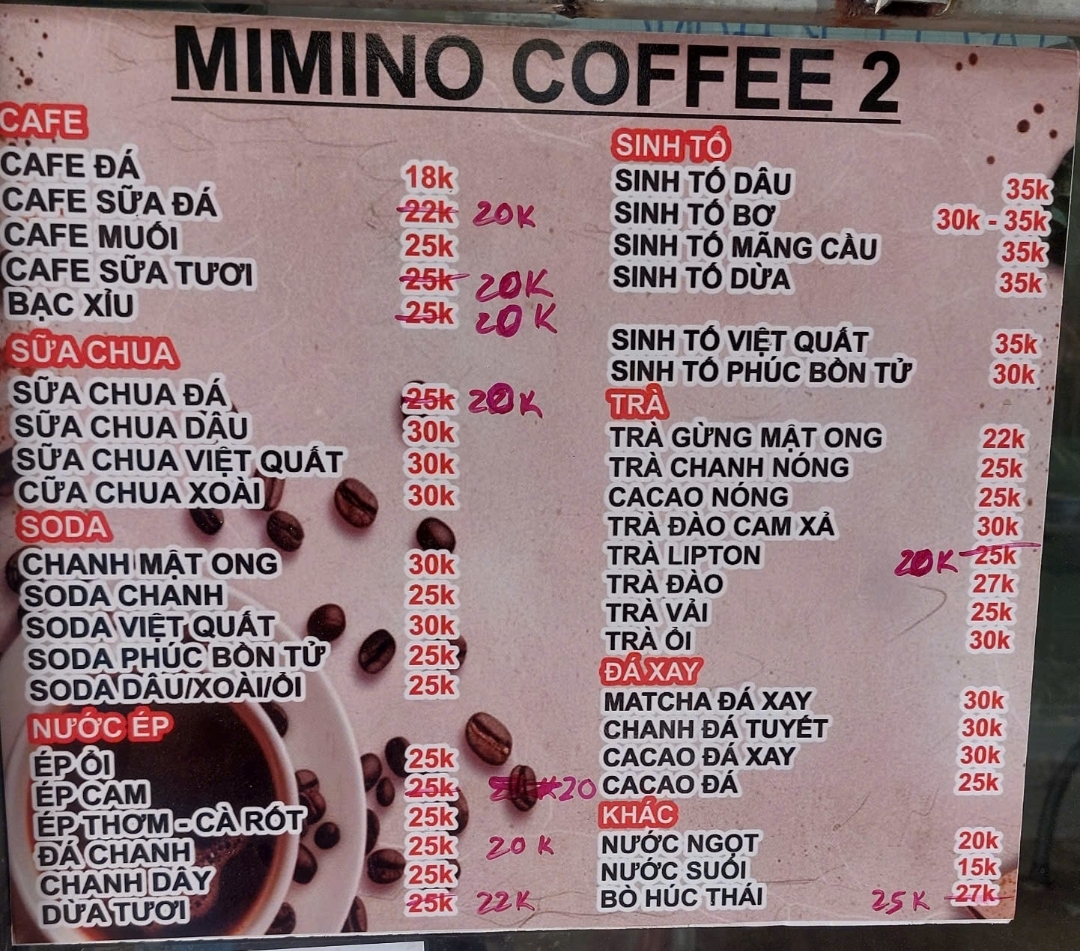 MIMINO COFFEE 2
CAFE
CAFE ĐÁ 18k
CAFE SỮA ĐÁ 22k 20K
CAFE MUỐI 25k
CAFE SỮA TƯƠI 25k 20K
BẠC XỈU 25k 20K
SỮA CHUA
SỮA CHUA ĐÁ 25k 20K
SỮA CHUA DÂU 30k
SỮA CHUA VIỆT QUẤT 30k
CỮA CHUA XOÀI 30k
SODA
CHANH MẬT ONG 30k
SODA CHANH 25k
SODA VIỆT QUẤT 30k
SODA PHÚC BỒN TỬ 25k
SODA DÂU/XOÀI/ỔI 25k
NƯỚC ÉP
ÉP ỔI 25k
ÉP CAM 25k 20
ÉP THƠM - CÀ RỐT 25k
ĐÁ CHANH 25k 20K
CHANH DÂY 25k
DỪA TƯƠI 25k 22K
SINH TỐ
SINH TỐ DÂU 35k
SINH TỐ BƠ 30k - 35k
SINH TỐ MÃNG CẦU 35k
SINH TỐ DỪA 35k
SINH TỐ VIỆT QUẤT 35k
SINH TỐ PHÚC BỒN TỬ 30k
TRÀ
TRÀ GỪNG MẬT ONG 22k
TRÀ CHANH NÓNG 25k
CACAO NÓNG 25k
TRÀ ĐÀO CAM XẢ 30k
TRÀ LIPTON 20K 25k
TRÀ ĐÀO 27k
TRÀ VẢI 25k
TRÀ ỔI 30k
ĐÁ XAY
MATCHA ĐÁ XAY 30k
CHANH ĐÁ TUYẾT 30k
CACAO ĐÁ XAY 30k
CACAO ĐÁ 25k
KHÁC
NƯỚC NGỌT 20k
NƯỚC SUỐI 15k
BÒ HÚC THÁI 25K 27k